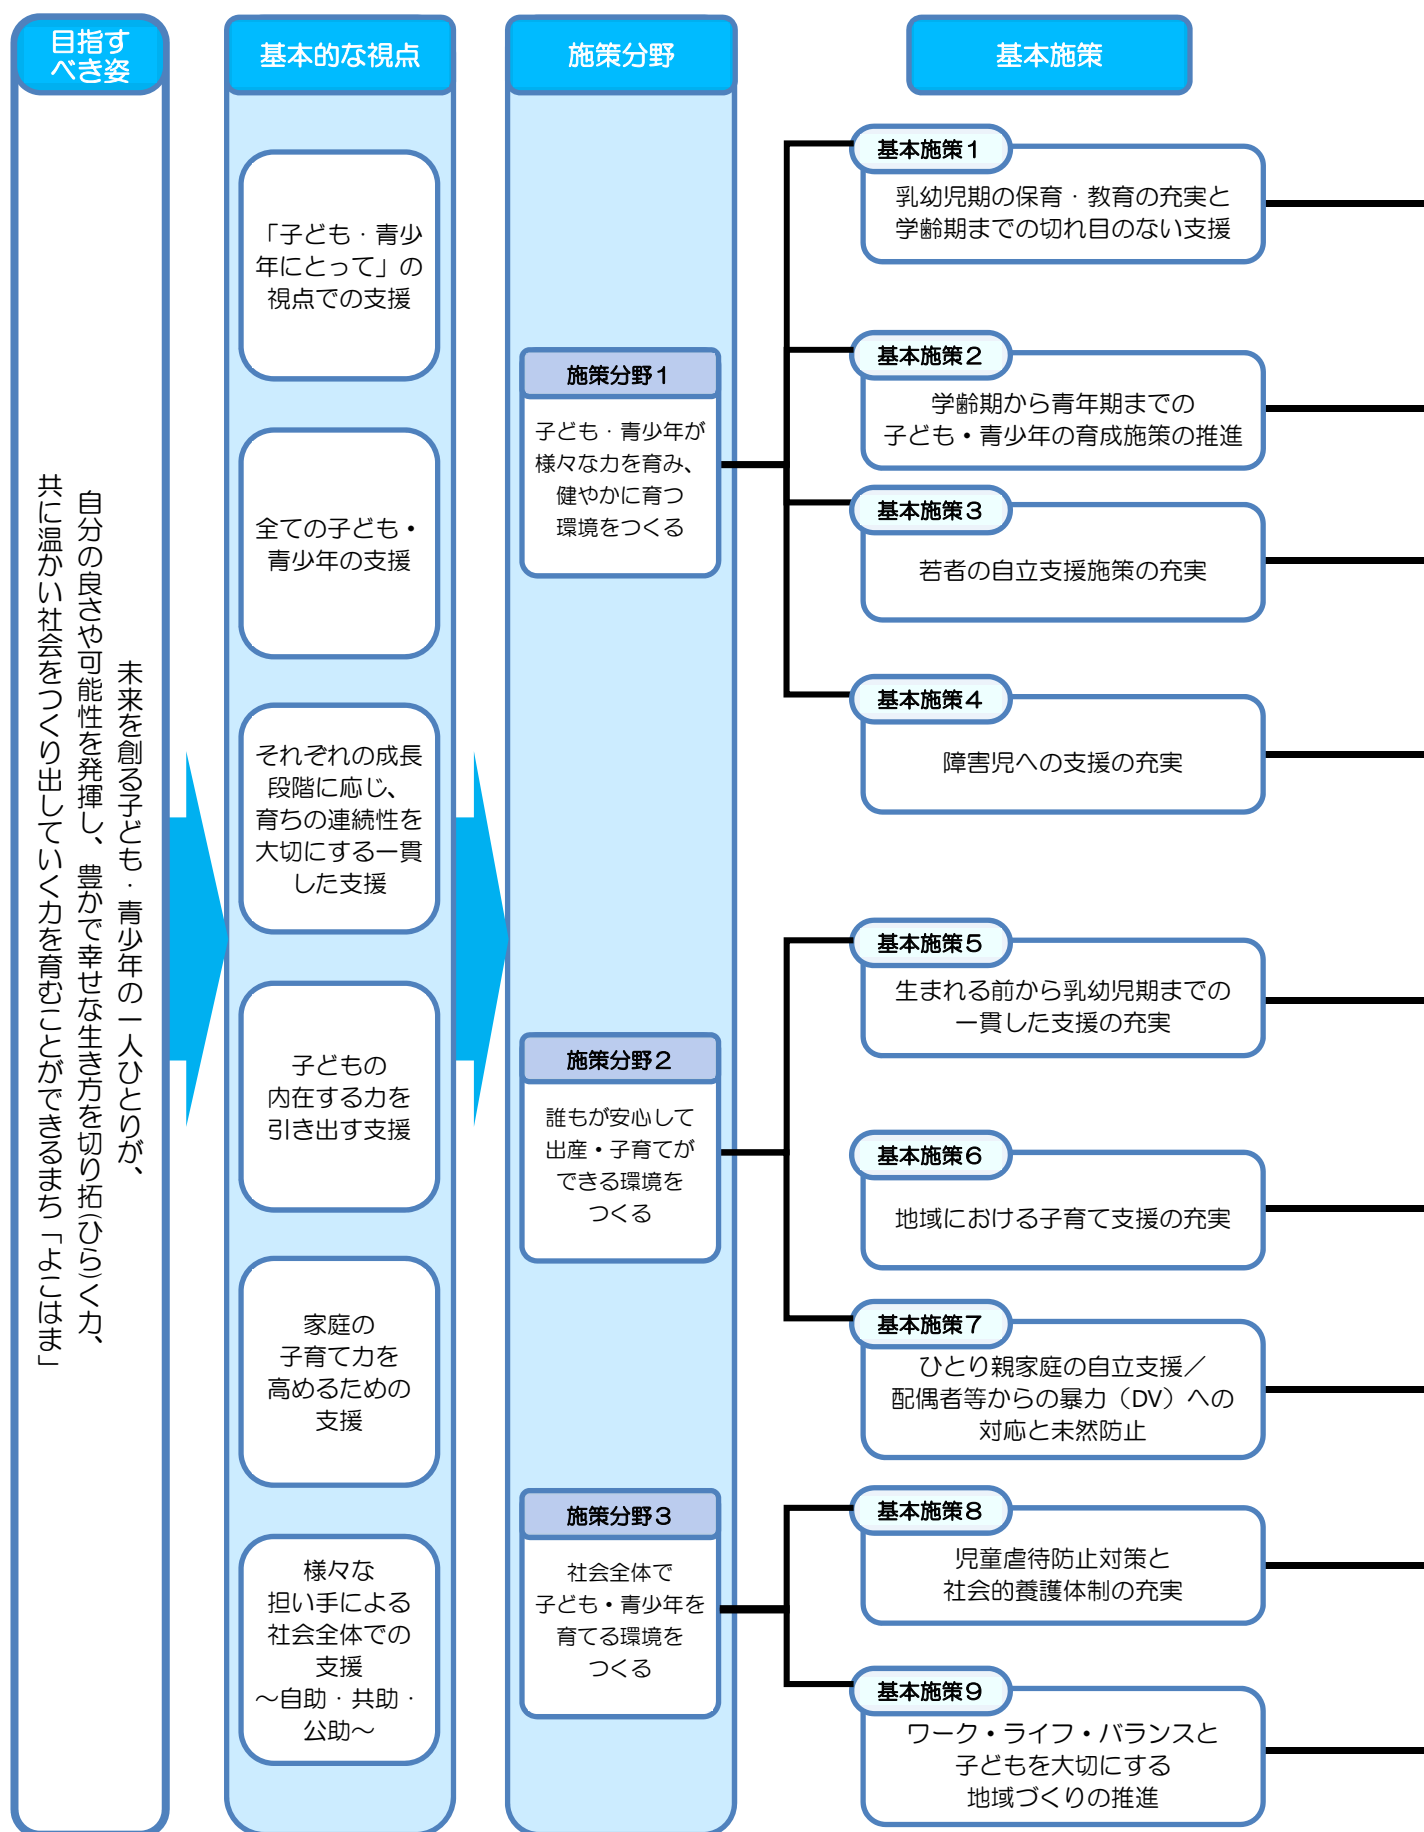 目指す
べき姿
未来を創る子ども・青少年の一人ひとりが、
自分の良さや可能性を発揮し、豊かで幸せな生き方を切り拓(ひら)く力、
共に温かい社会をつくり出していく力を育むことができるまち「よこはま」
基本的な視点
「子ども・青少
年にとって」の
視点での支援
全ての子ども・
青少年の支援
それぞれの成長
段階に応じ、
育ちの連続性を
大切にする一貫
した支援
子どもの
内在する力を
引き出す支援
家庭の
子育て力を
高めるための
支援
様々な
担い手による
社会全体での
支援
～自助・共助・
公助～
施策分野
施策分野１
子ども・青少年が
様々な力を育み、
健やかに育つ
環境をつくる
施策分野２
誰もが安心して
出産・子育てが
できる環境を
つくる
施策分野３
社会全体で
子ども・青少年を
育てる環境を
つくる
基本施策
基本施策１
乳幼児期の保育・教育の充実と
学齢期までの切れ目のない支援
基本施策２
学齢期から青年期までの
子ども・青少年の育成施策の推進
基本施策３
若者の自立支援施策の充実
基本施策４
障害児への支援の充実
基本施策５
生まれる前から乳幼児期までの
一貫した支援の充実
基本施策６
地域における子育て支援の充実
基本施策７
ひとり親家庭の自立支援／
配偶者等からの暴力（DV）への
対応と未然防止
基本施策８
児童虐待防止対策と
社会的養護体制の充実
基本施策９
ワーク・ライフ・バランスと
子どもを大切にする
地域づくりの推進